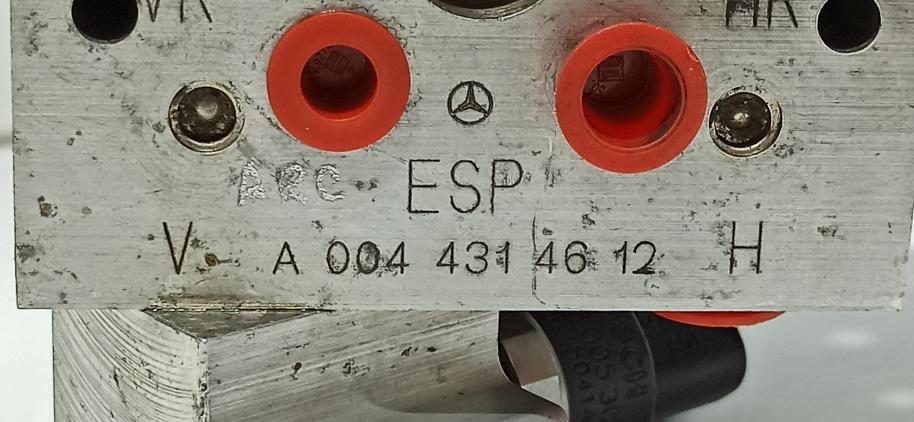 VR HR
ARC ESP
V A 004 431 46 12 H